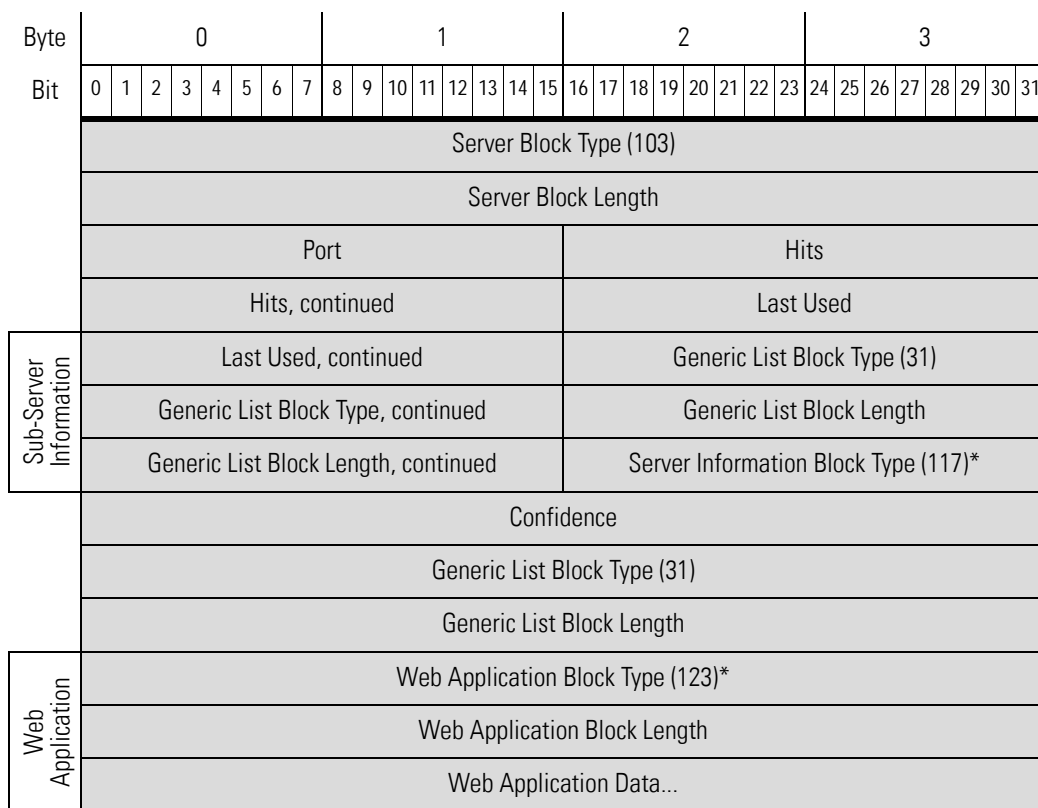 Byte 0 1 2 3
Bit 0 1 2 3 4 5 6 7 8 9 10 11 12 13 14 15 16 17 18 19 20 21 22 23 24 25 26 27 28 29 30 31
Server Block Type (103)
Server Block Length
Port Hits
Hits, continued Last Used
Sub-Server
Information
Last Used, continued Generic List Block Type (31)
Generic List Block Type, continued Generic List Block Length
Generic List Block Length, continued Server Information Block Type (117)*
Confidence
Generic List Block Type (31)
Generic List Block Length
Web
Application
Web Application Block Type (123)*
Web Application Block Length
Web Application Data...